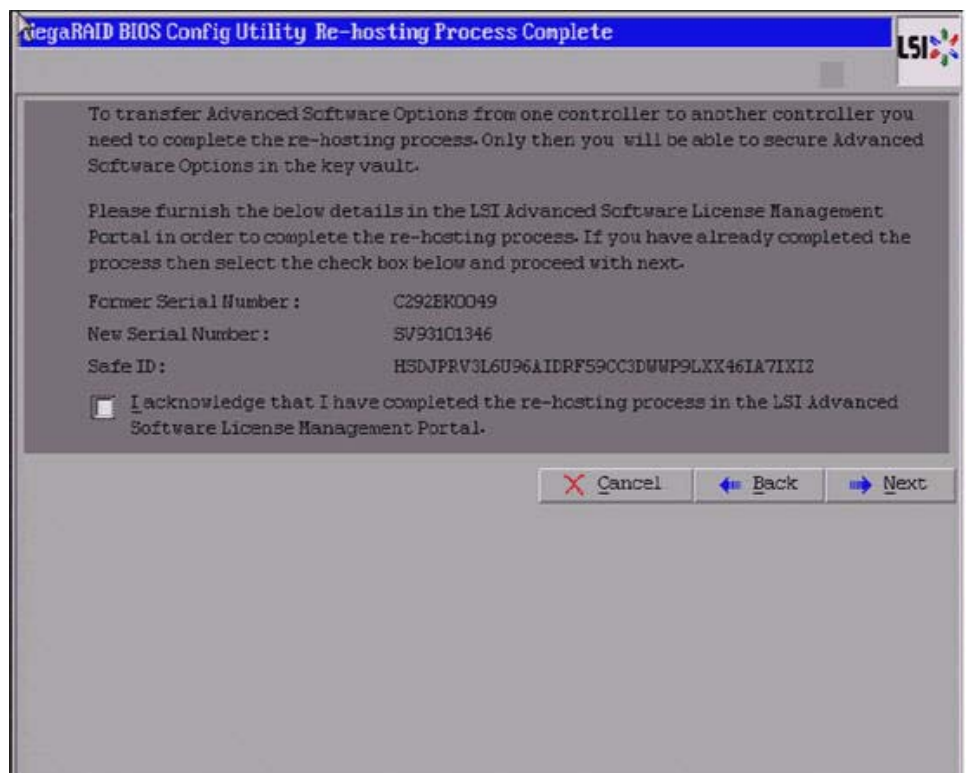 MegaRAID BIOS Config Utility Re-hosting Process Complete
LSI
To transfer Advanced Software Options from one controller to another controller you
need to complete the re-hosting process. Only then you will be able to secure Advanced
Software Options in the key vault.
Please furnish the below details in the LSI Advanced Software License Management
Portal in order to complete the re-hosting process. If you have already completed the
process then select the check box below and proceed with next.
Former Serial Number: C292EK0049
New Serial Number: SV93101346
Safe ID: HSDJPRV3L6U96AIDRF59CC3DWWP9LXX46IA7IXIZ
I acknowledge that I have completed the re-hosting process in the LSI Advanced
Software License Management Portal.
Cancel Back Next